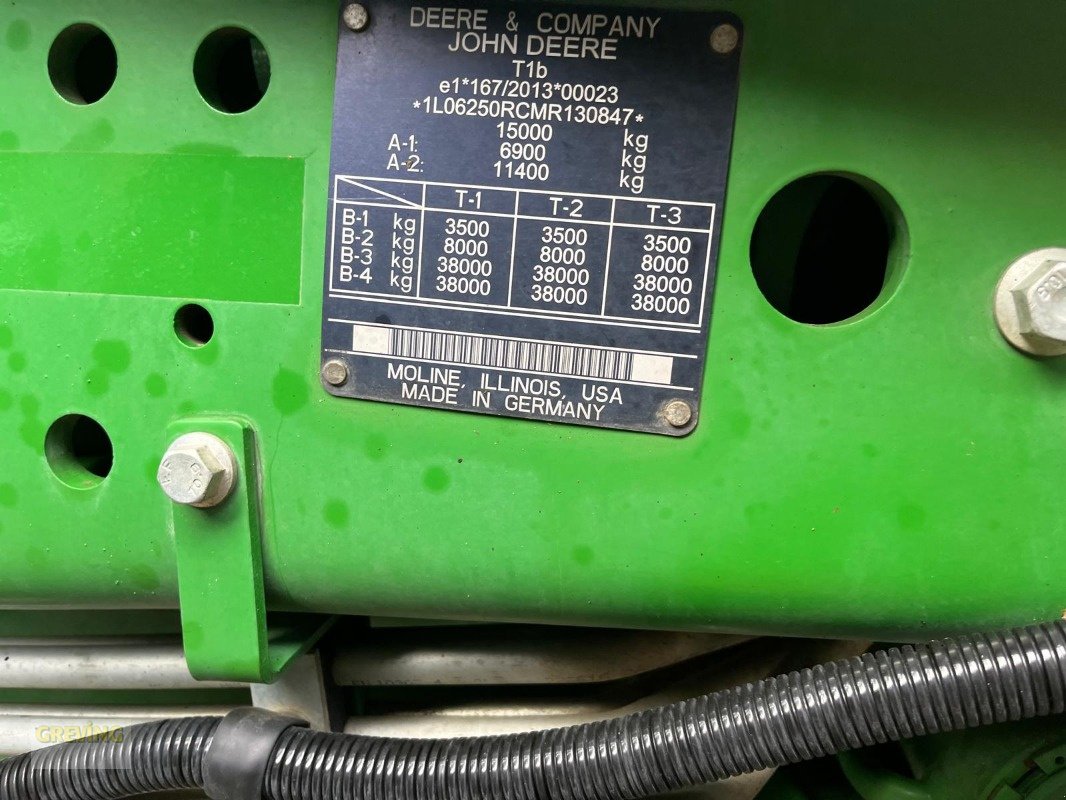 DEERE & COMPANY
JOHN DEERE
T1b
e1*167/2013*00023
*1L06250RCMR130847*
15000 kg
A-1: 6900 kg
A-2: 11400 kg
T-1 T-2 T-3
B-1 kg 3500 3500 3500
B-2 kg 8000 8000 8000
B-3 kg 38000 38000 38000
B-4 kg 38000 38000 38000
MOLINE, ILLINOIS, USA
MADE IN GERMANY
GREVING